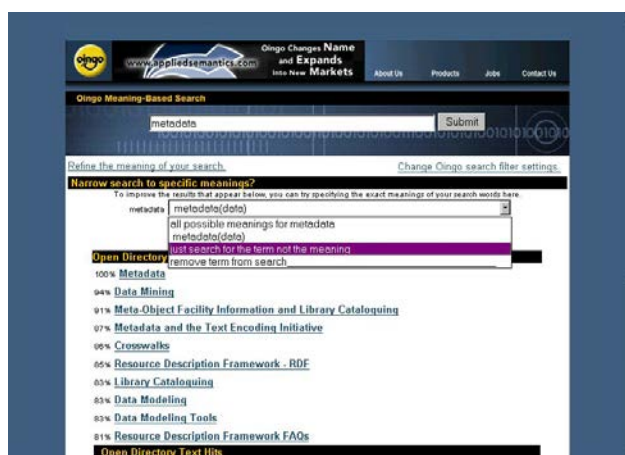 oingo
www.appliedsemantics.com
Oingo Changes Name
and Expands
into New Markets
About Us Products Jobs Contact Us
Oingo Meaning-Based Search
metadata Submit
Refine the meaning of your search. Change Oingo search filter settings.
Narrow search to specific meanings?
To improve the results that appear below, you can try specifying the exact meanings of your search words here.
metadata metadata(data)
all possible meanings for metadata
metadata(data)
just search for the term not the meaning
remove term from search
Open Directory
100% Metadata
94% Data Mining
91% Meta-Object Facility Information and Library Cataloguing
87% Metadata and the Text Encoding Initiative
Crosswalks
85% Resource Description Framework - RDF
83% Library Cataloguing
83% Data Modeling
83% Data Modeling Tools
81% Resource Description Framework FAQs
Open Directory Text Hits